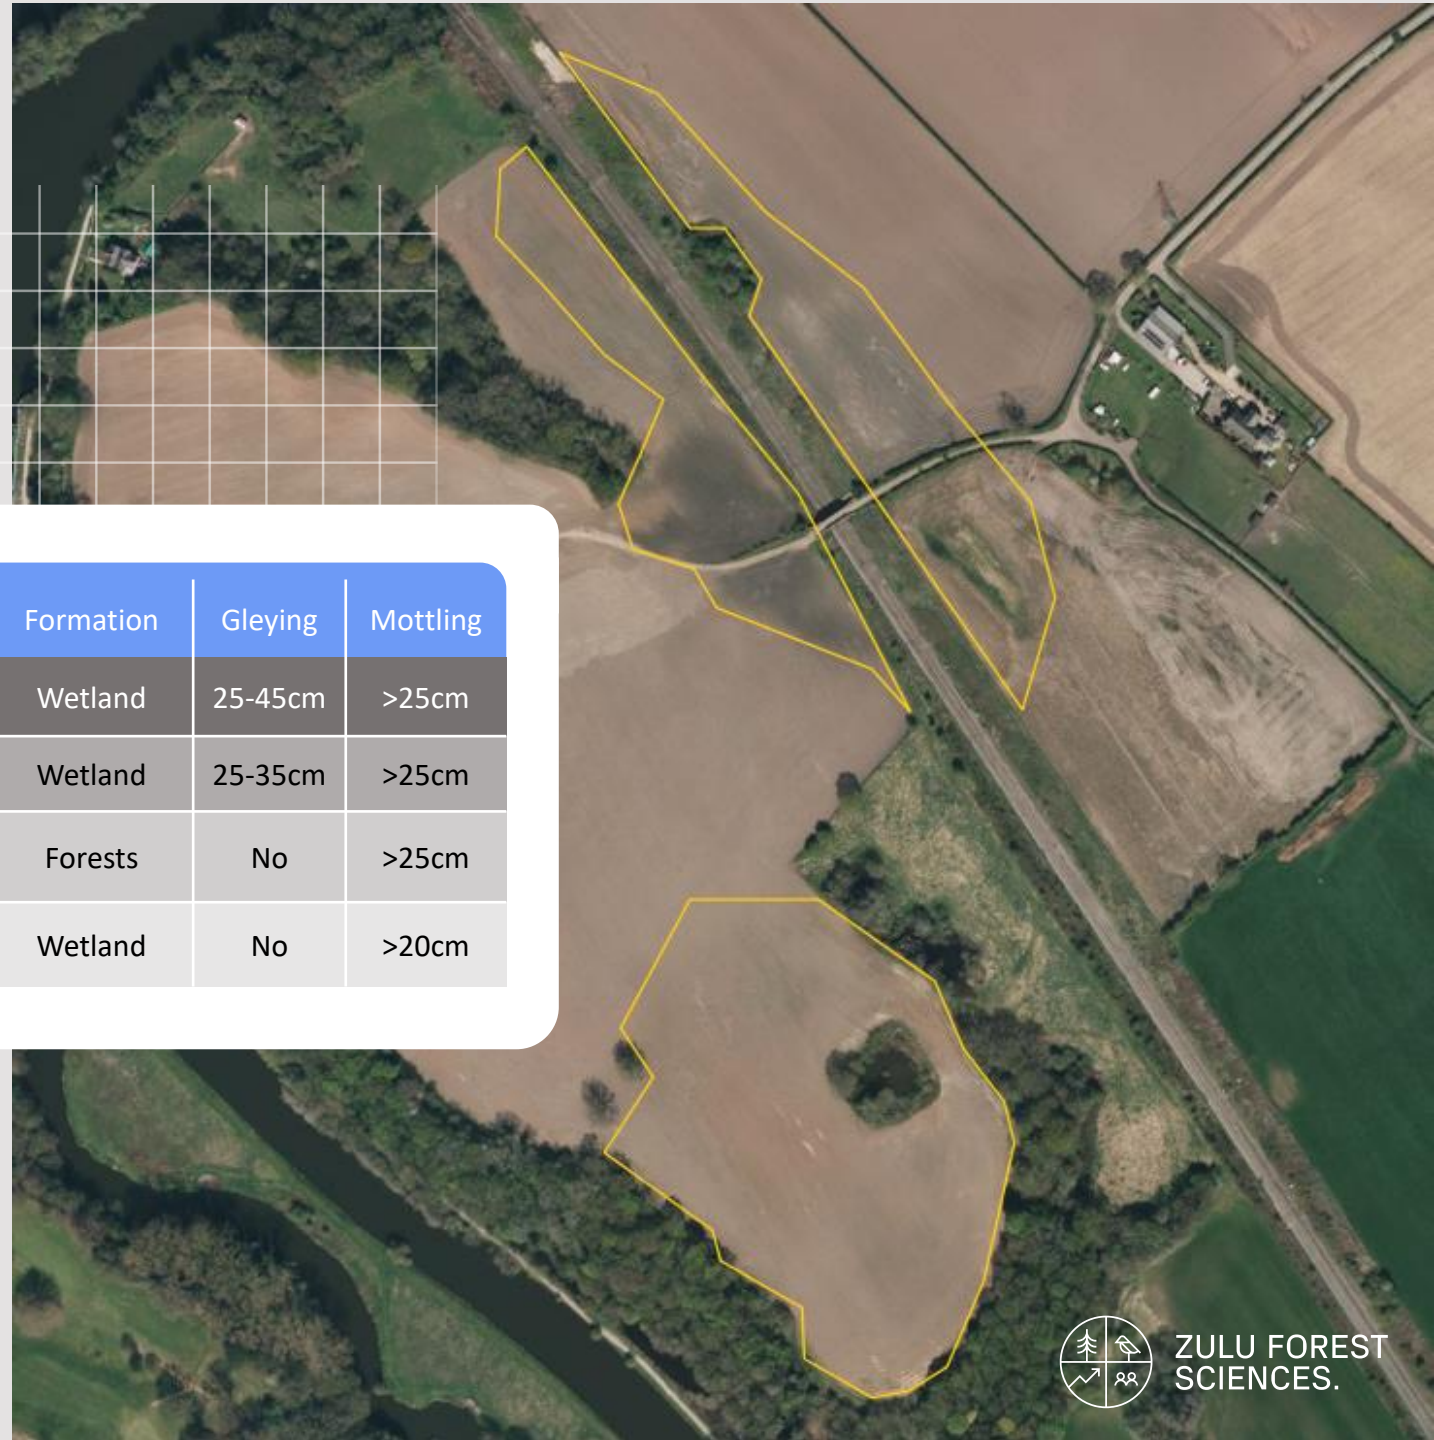 Formation Gleying Mottling
Wetland 25-45cm >25cm
Wetland 25-35cm >25cm
Forests No >25cm
Wetland No >20cm
ZULU FOREST
SCIENCES.